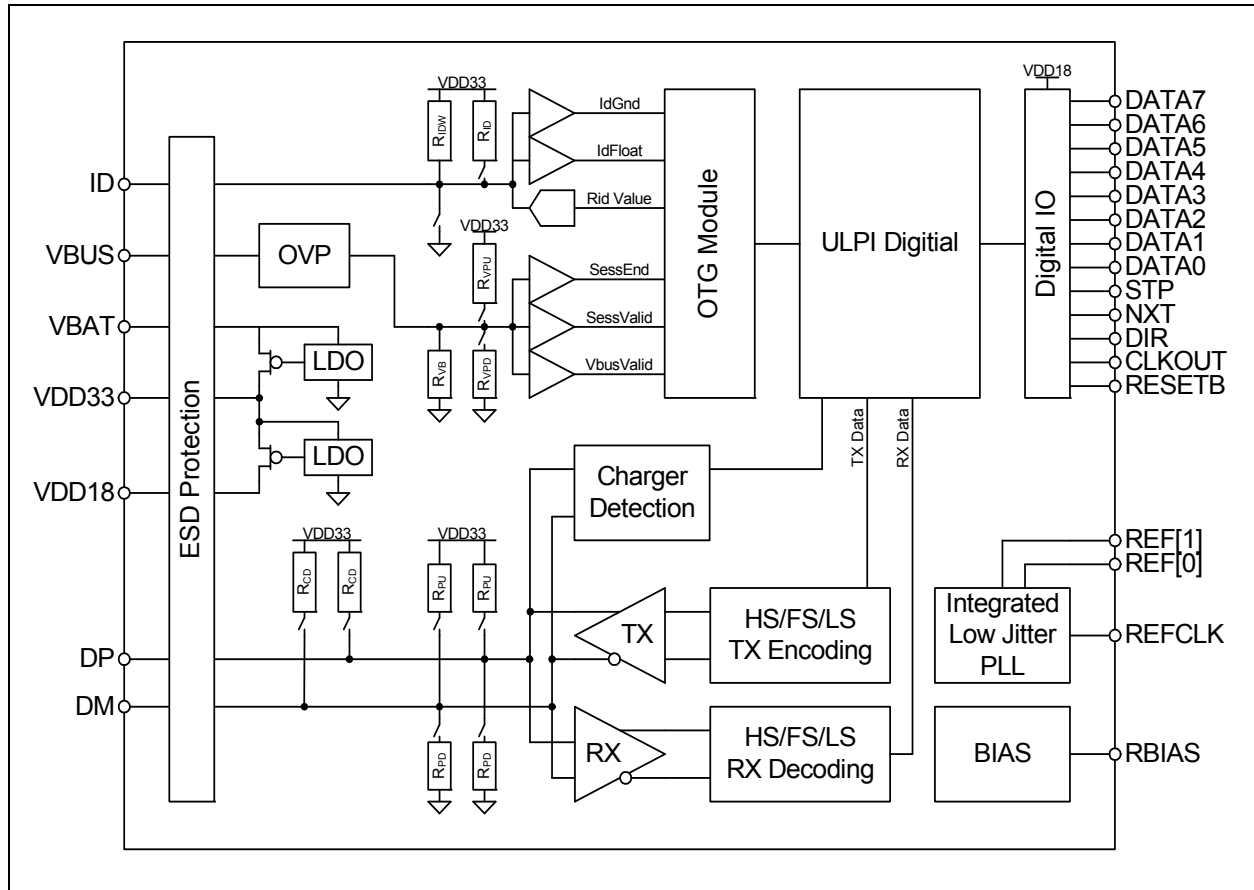 ID
VBUS
VBAT
VDD33
VDD18
DP
DM
ESD Protection
OVP
LDO
LDO
VDD33
RIDW
RID
IdGnd
IdFloat
Rid Value
VDD33
RVPU
RVB
RVPD
SessEnd
SessValid
VbusValid
OTG Module
ULPI Digitial
VDD18
Digital IO
DATA7
DATA6
DATA5
DATA4
DATA3
DATA2
DATA1
DATA0
STP
NXT
DIR
CLKOUT
RESETB
TX Data
RX Data
Charger
Detection
VDD33
RCD
RCD
VDD33
RPU
RPU
RPD
RPD
TX
HS/FS/LS
TX Encoding
RX
HS/FS/LS
RX Decoding
REF[1]
REF[0]
Integrated
Low Jitter
PLL
REFCLK
BIAS
RBIAS